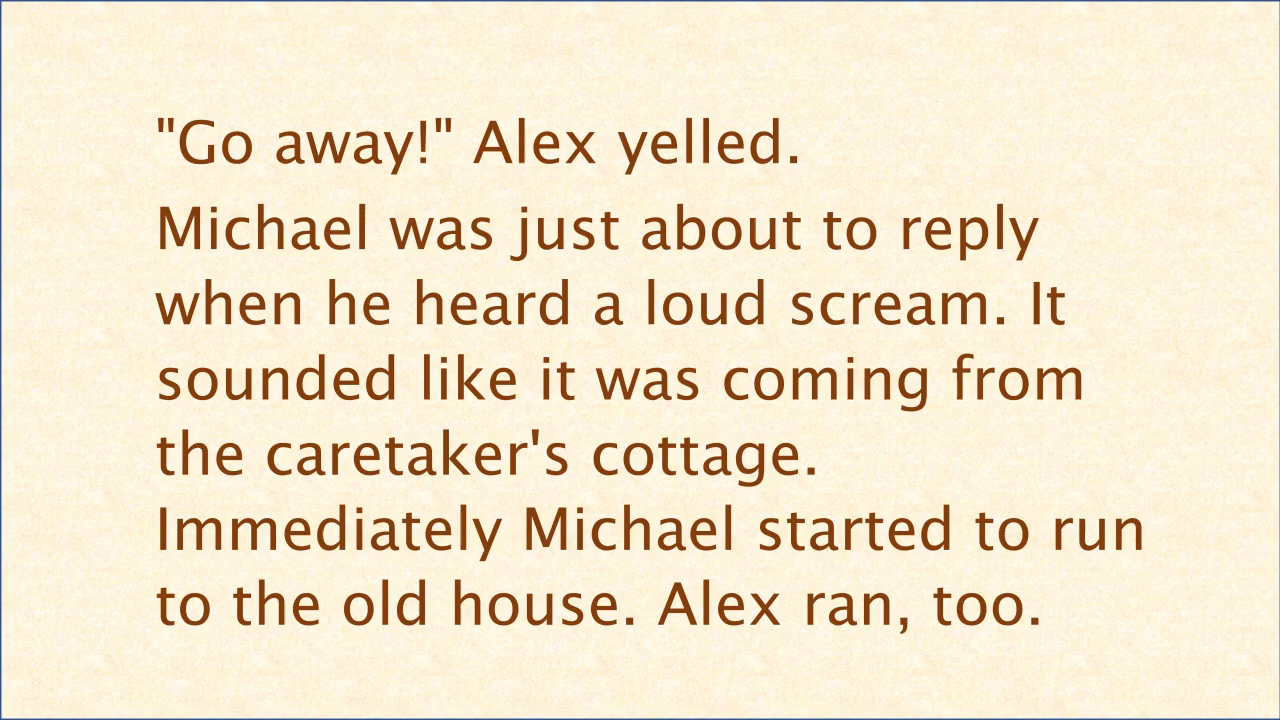 "Go away!" Alex yelled.
Michael was just about to reply
when he heard a loud scream. It
sounded like it was coming from
the caretaker's cottage.
Immediately Michael started to run
to the old house. Alex ran, too.